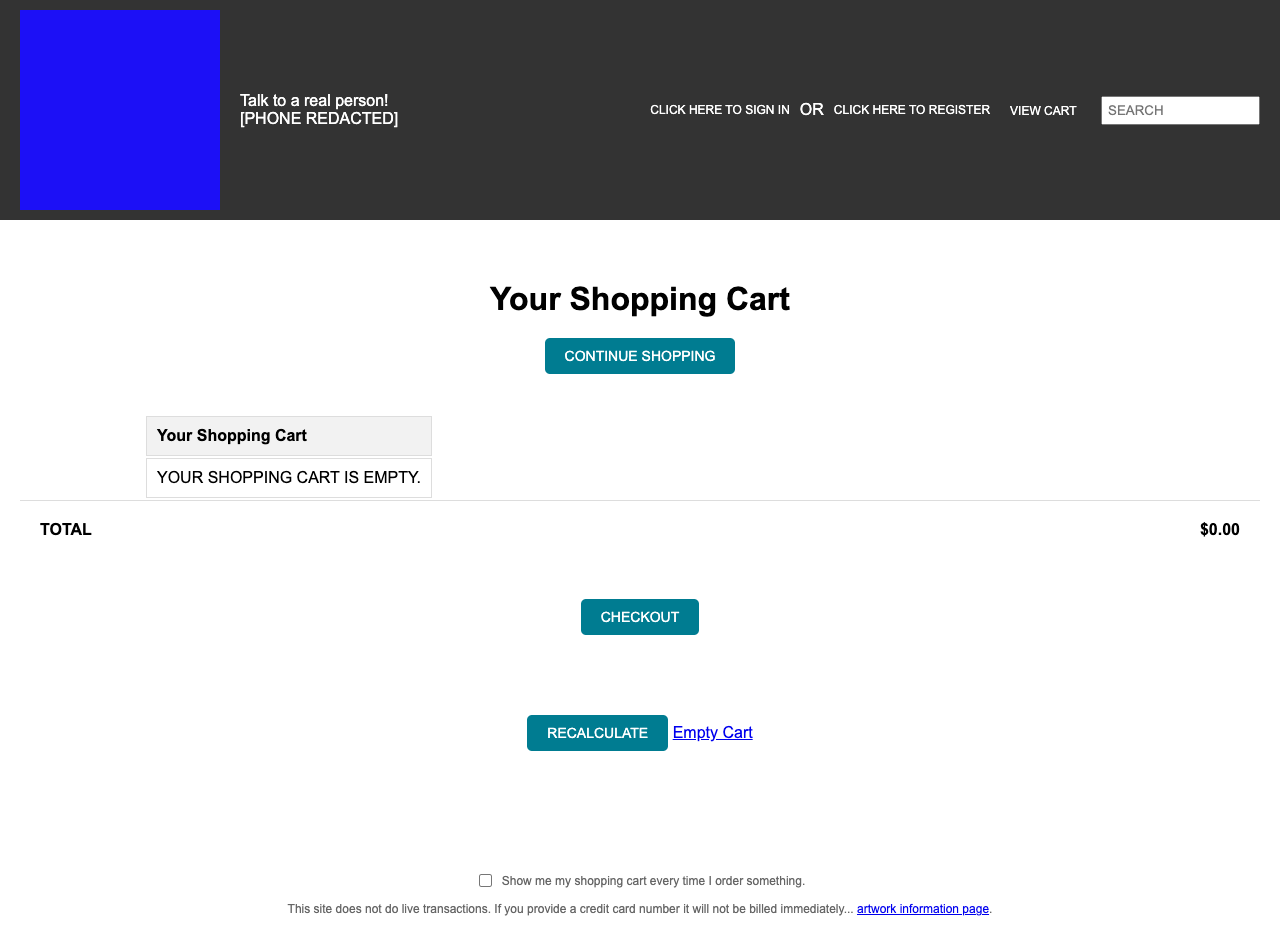 Talk to a real person!
[PHONE REDACTED]
CLICK HERE TO SIGN IN OR CLICK HERE TO REGISTER VIEW CART SEARCH
Your Shopping Cart
CONTINUE SHOPPING
Your Shopping Cart
YOUR SHOPPING CART IS EMPTY.
TOTAL $0.00
CHECKOUT
RECALCULATE Empty Cart
Show me my shopping cart every time I order something.
This site does not do live transactions. If you provide a credit card number it will not be billed immediately... artwork information page.